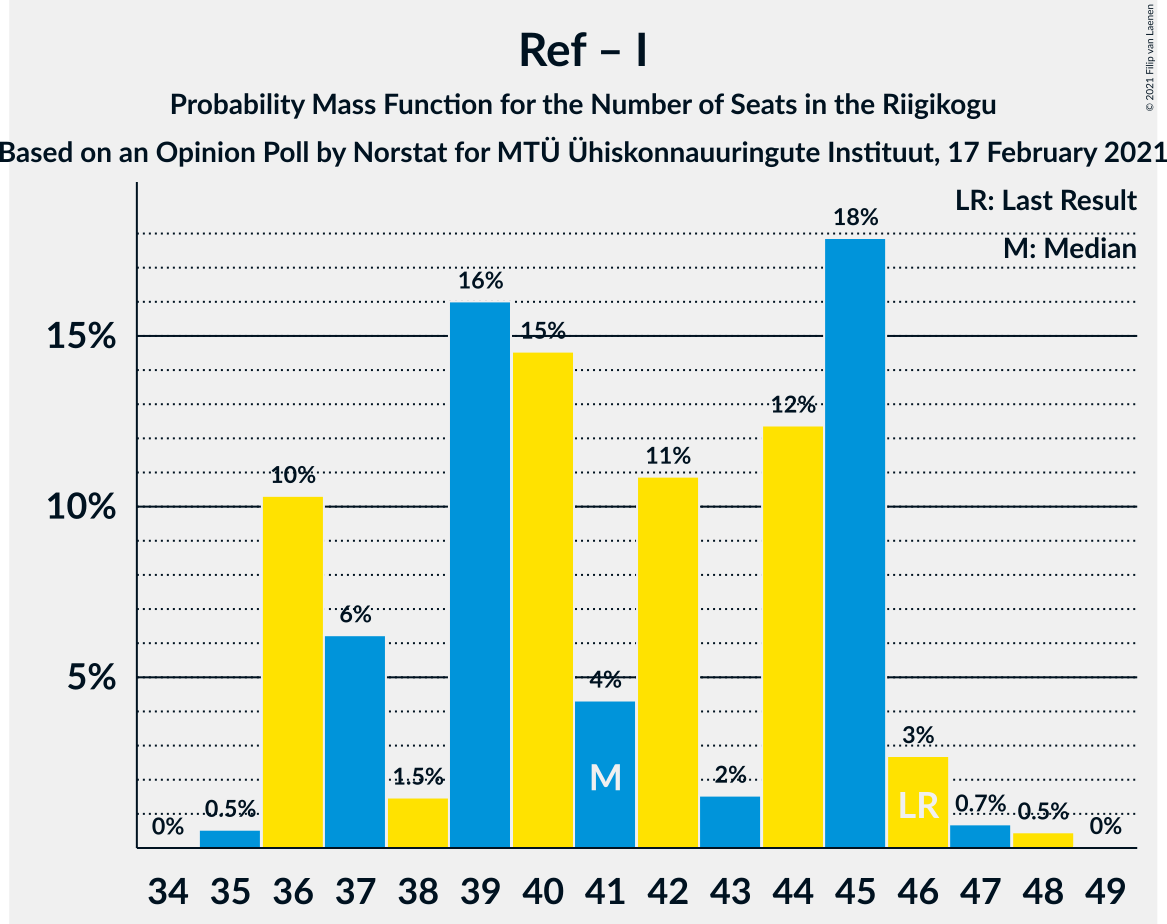 Ref – I
Probability Mass Function for the Number of Seats in the Riigikogu
Based on an Opinion Poll by Norstat for MTÜ Ühiskonnauuringute Instituut, 17 February 2021
© 2021 Filip van Laenen
LR: Last Result
M: Median
15%
10%
5%
0%
0.5%
10%
6%
1.5%
16%
15%
4%
11%
2%
12%
18%
3%
0.7%
0.5%
0%
M
LR
34 35 36 37 38 39 40 41 42 43 44 45 46 47 48 49